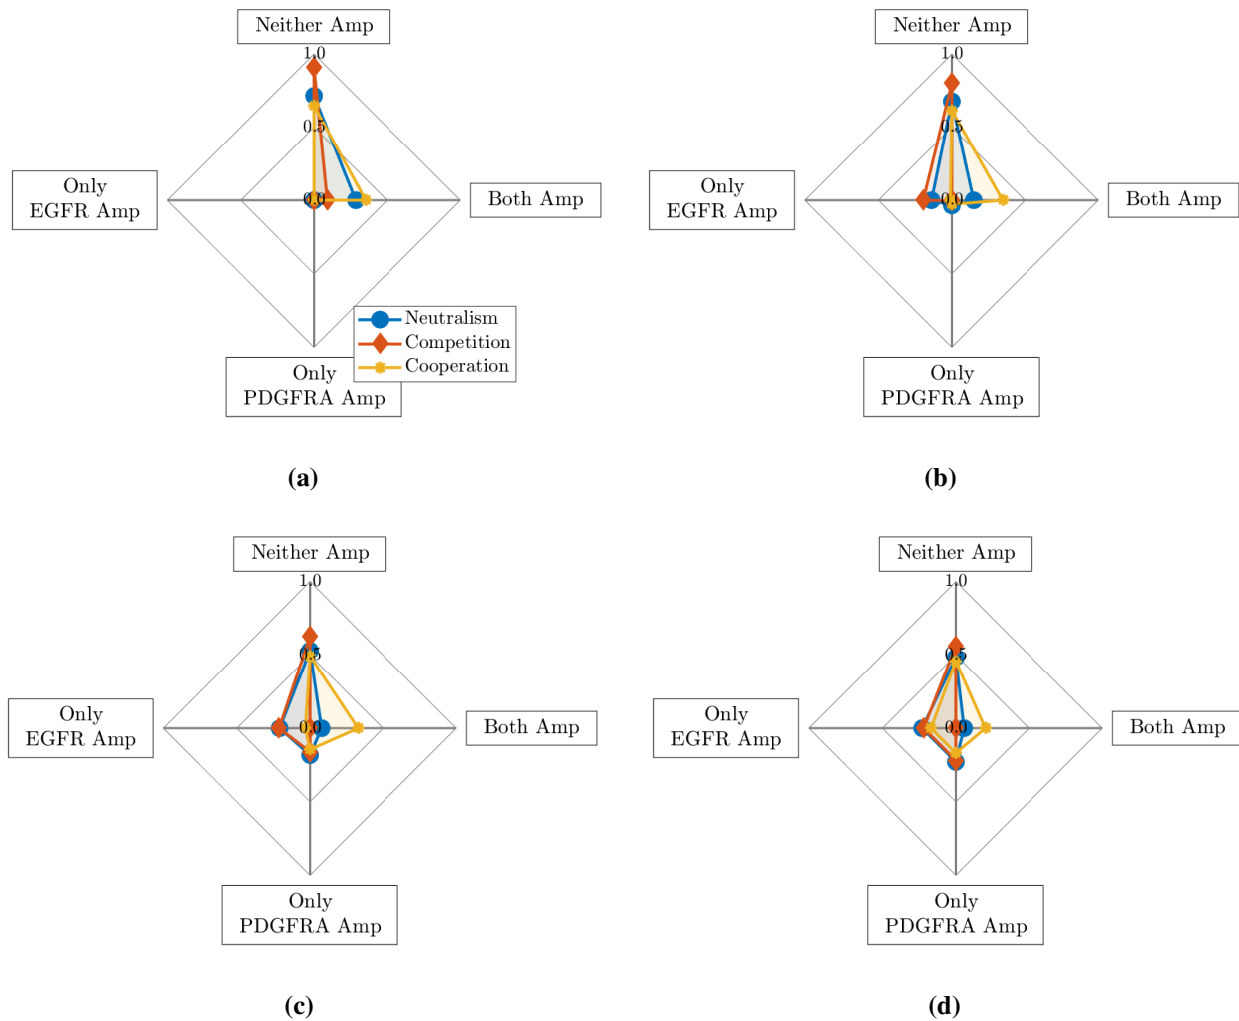 Neither Amp
1.0
0.5
0.0
Only
EGFR Amp
Both Amp
Neutralism
Competition
Cooperation
Only
PDGFRA Amp
(a)
Neither Amp
1.0
0.5
0.0
Only
EGFR Amp
Both Amp
Only
PDGFRA Amp
(b)
Neither Amp
1.0
0.5
0.0
Only
EGFR Amp
Both Amp
Only
PDGFRA Amp
(c)
Neither Amp
1.0
0.5
0.0
Only
EGFR Amp
Both Amp
Only
PDGFRA Amp
(d)